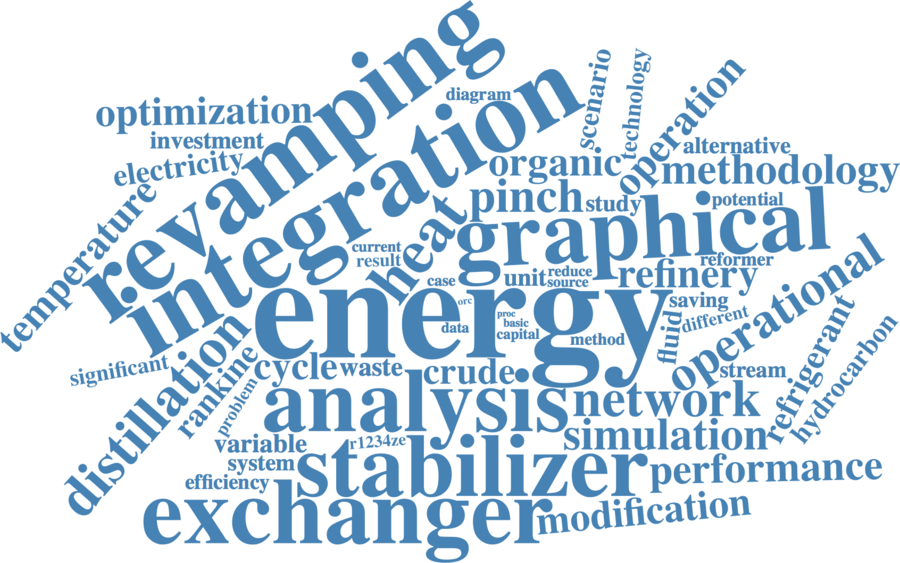 revamping
integration
diagram
scenario
technology
operation
optimization
investment
electricity
alternative
organic
methodology
temperature
heat
pinch
study
potential
graphical
current
result
reformer
case
unit
reduce
source
refinery
energy
orc
data
proc
basic
capital
method
saving
different
fluid
operational
significant
distillation
rankine
problem
cycle
waste
crude
stream
refrigerant
hydrocarbon
analysis
network
variable
r1234ze
simulation
system
stabilizer
performance
efficiency
exchanger
modification